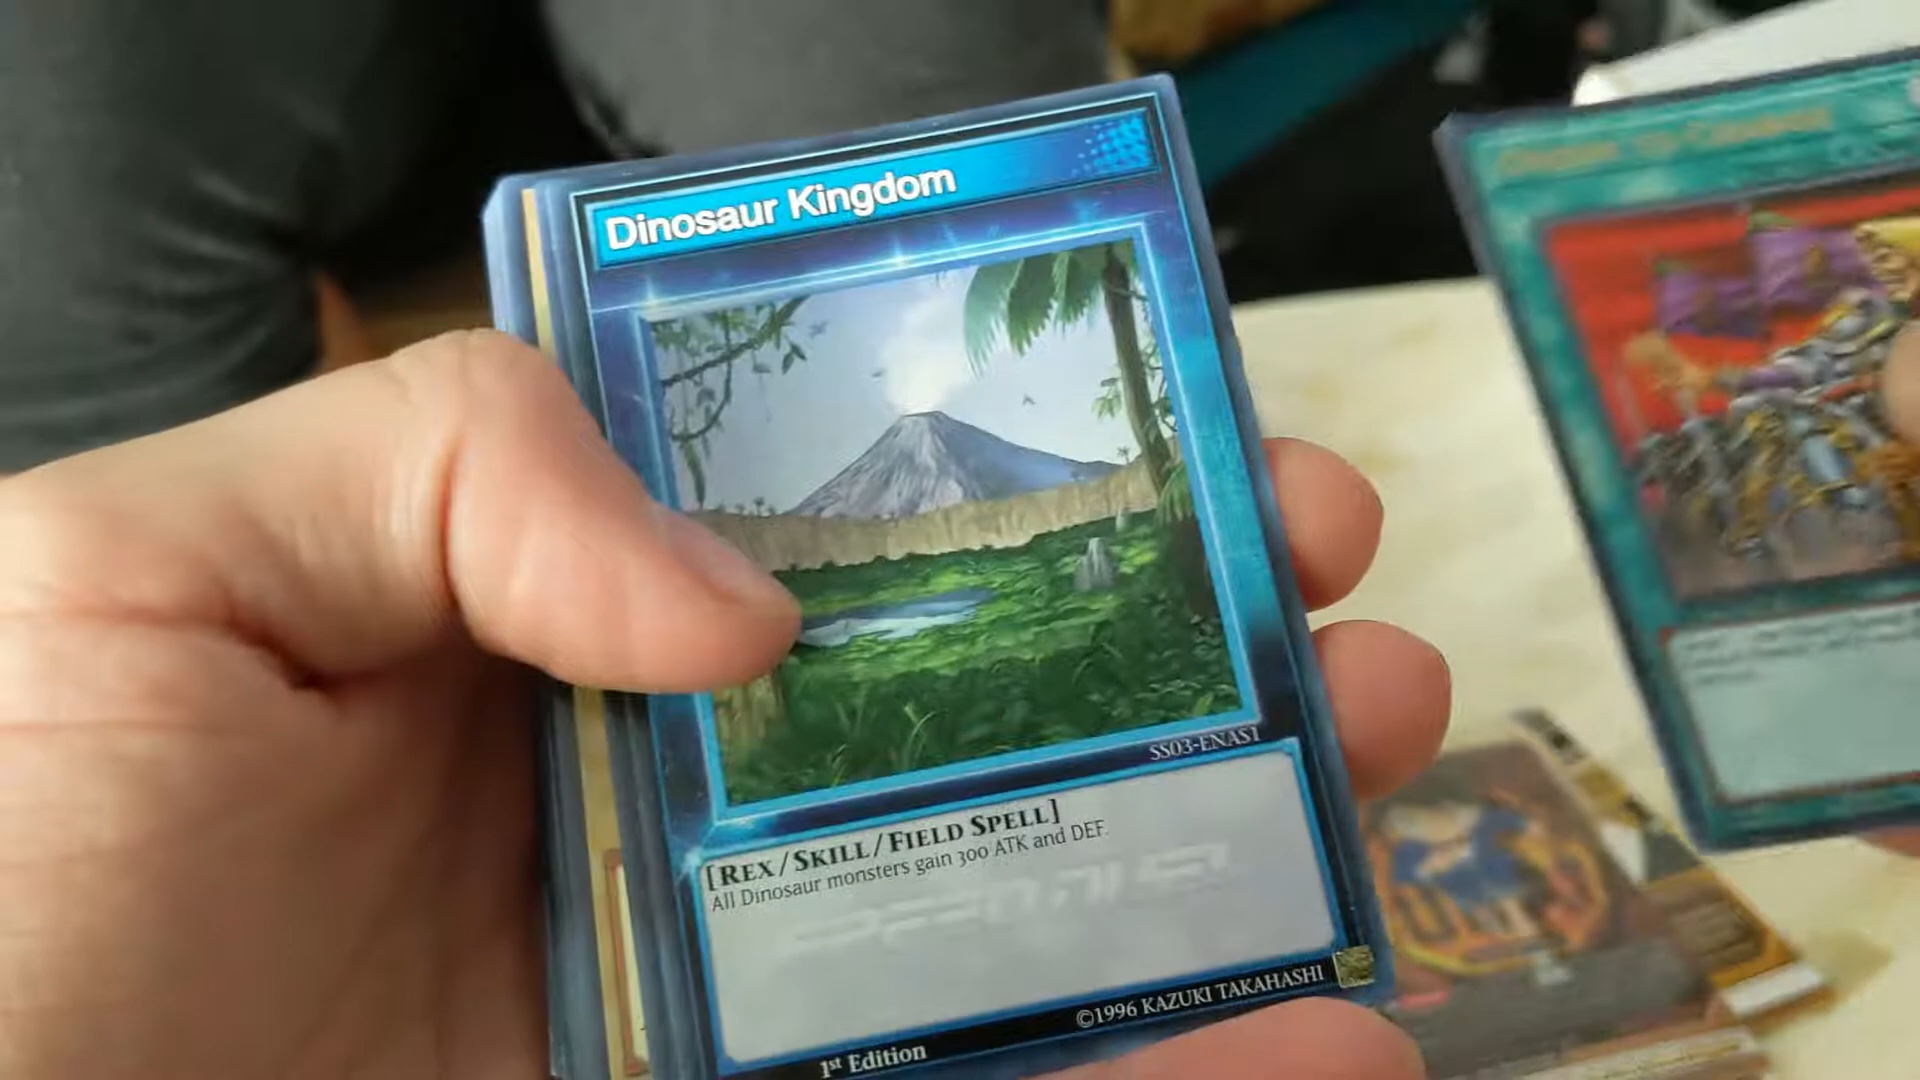 Dinosaur Kingdom
SS03-ENAS1
[REX/SKILL/FIELD SPELL]
All Dinosaur monsters gain 300 ATK and DEF.
1st Edition
©1996 KAZUKI TAKAHASHI